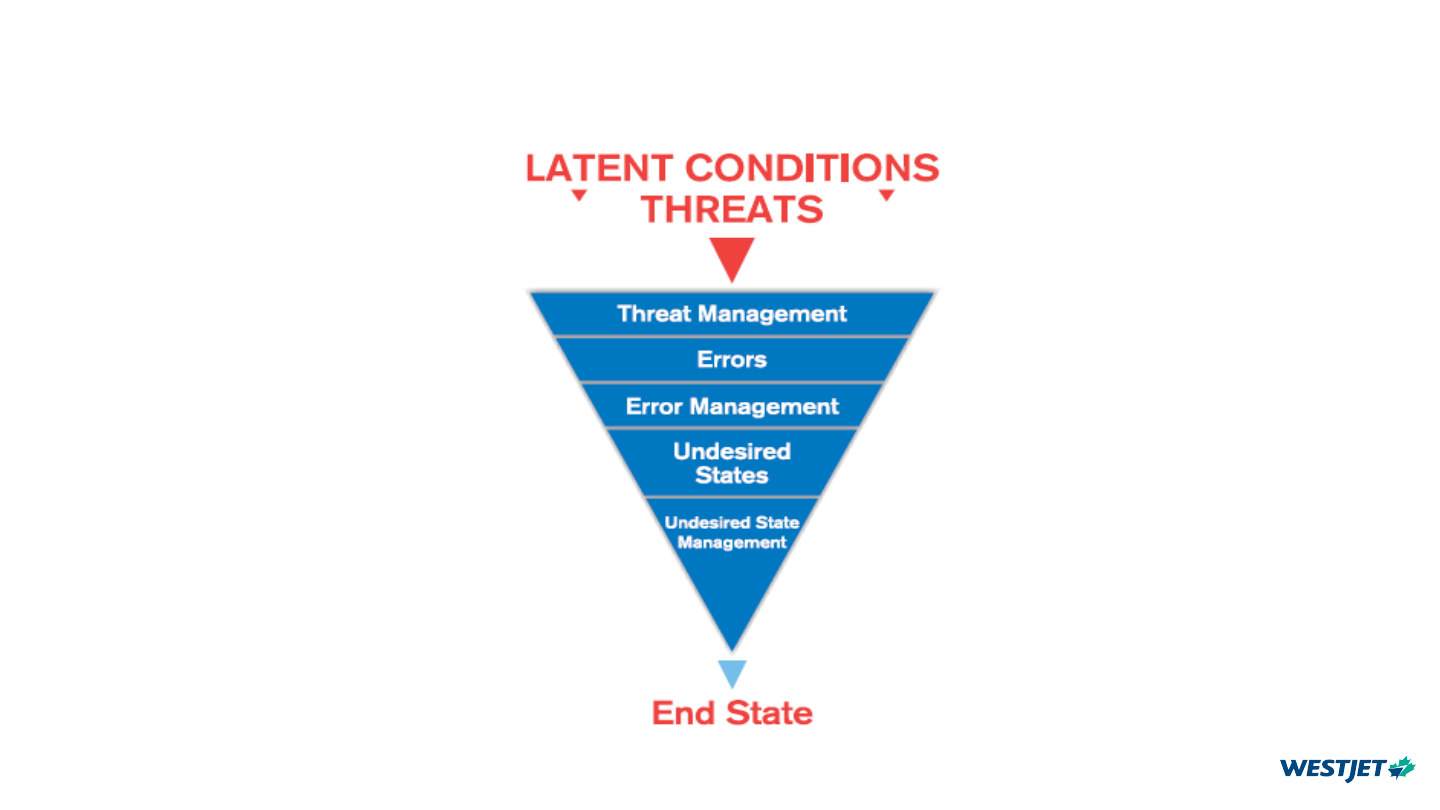 LATENT CONDITIONS
THREATS
Threat Management
Errors
Error Management
Undesired
States
Undesired State
Management
End State
WESTJET